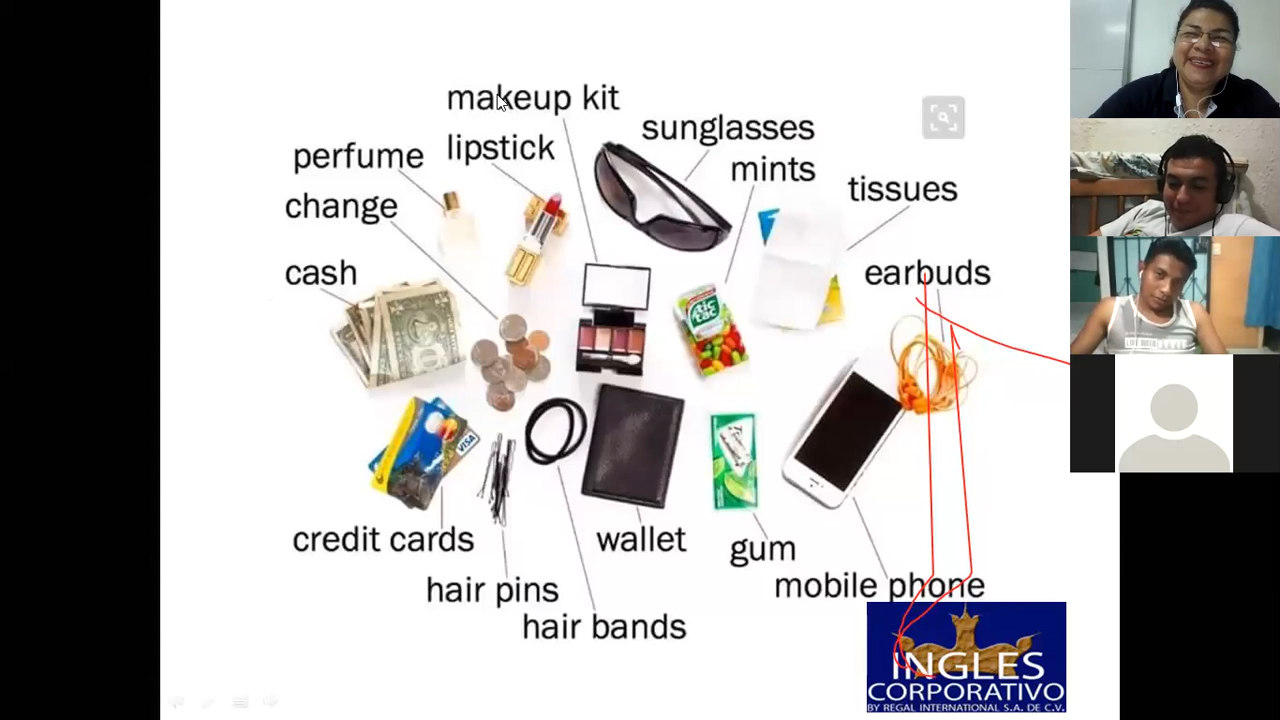 makeup kit
sunglasses
lipstick
perfume
mints
tissues
change
cash
earbuds
tic
tac
VISA
credit cards
wallet
gum
hair pins
mobile phone
hair bands
INGLES
CORPORATIVO
BY REGAL INTERNATIONAL S.A. DE C.V.